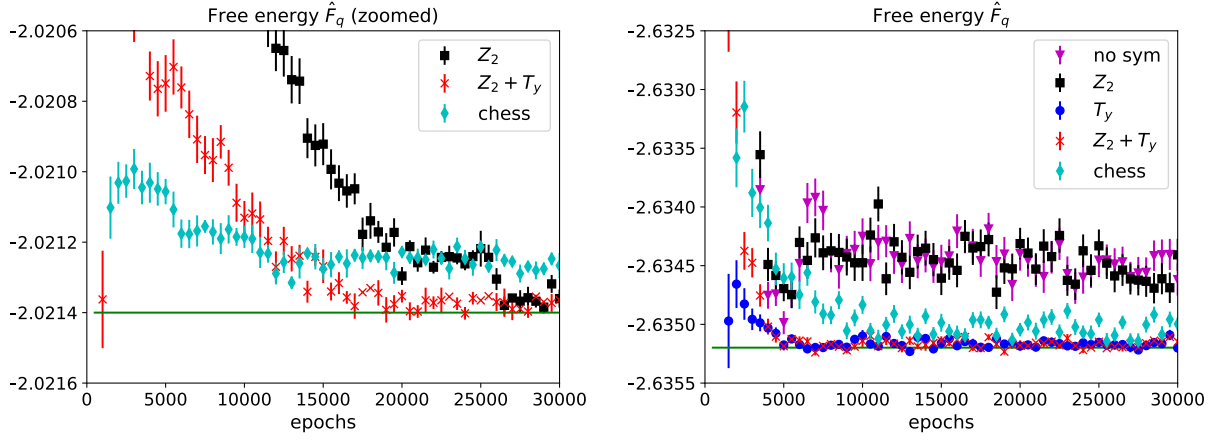 Free energy F̂_q (zoomed)
-2.0206
-2.0208
-2.0210
-2.0212
-2.0214
-2.0216
0
5000
10000
15000
20000
25000
30000
epochs
Z_2
Z_2 + T_y
chess
Free energy F̂_q
-2.6325
-2.6330
-2.6335
-2.6340
-2.6345
-2.6350
-2.6355
0
5000
10000
15000
20000
25000
30000
epochs
no sym
Z_2
T_y
Z_2 + T_y
chess